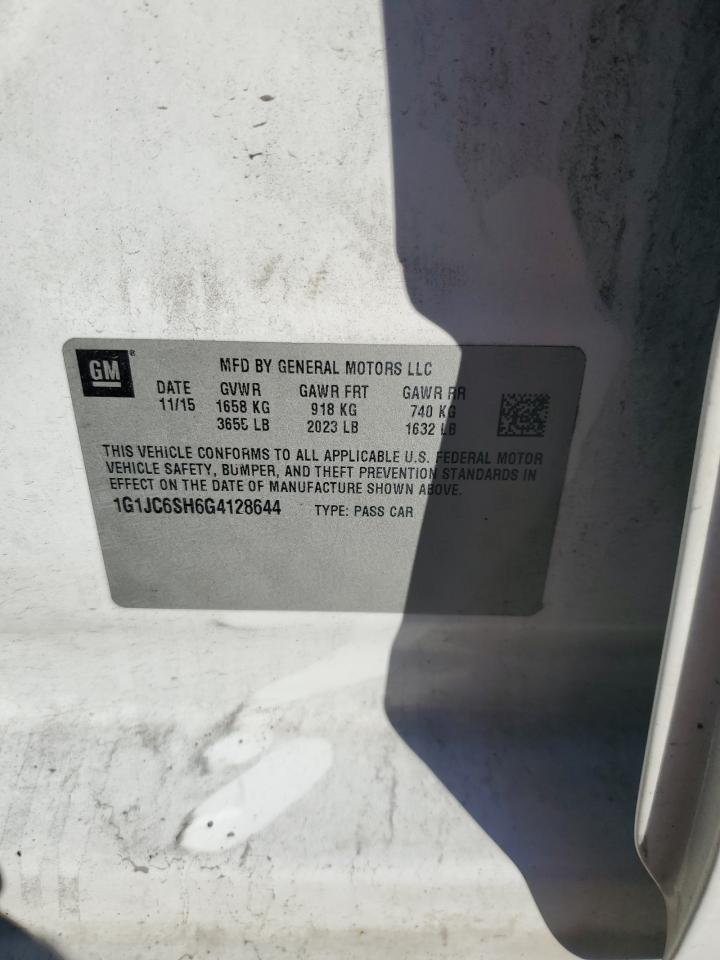 GM®
MFD BY GENERAL MOTORS LLC
DATE GVWR GAWR FRT GAWR RR
11/15 1658 KG 918 KG 740 KG
3655 LB 2023 LB 1632 LB
THIS VEHICLE CONFORMS TO ALL APPLICABLE U.S. FEDERAL MOTOR
VEHICLE SAFETY, BUMPER, AND THEFT PREVENTION STANDARDS IN
EFFECT ON THE DATE OF MANUFACTURE SHOWN ABOVE.
1G1JC6SH6G4128644 TYPE: PASS CAR